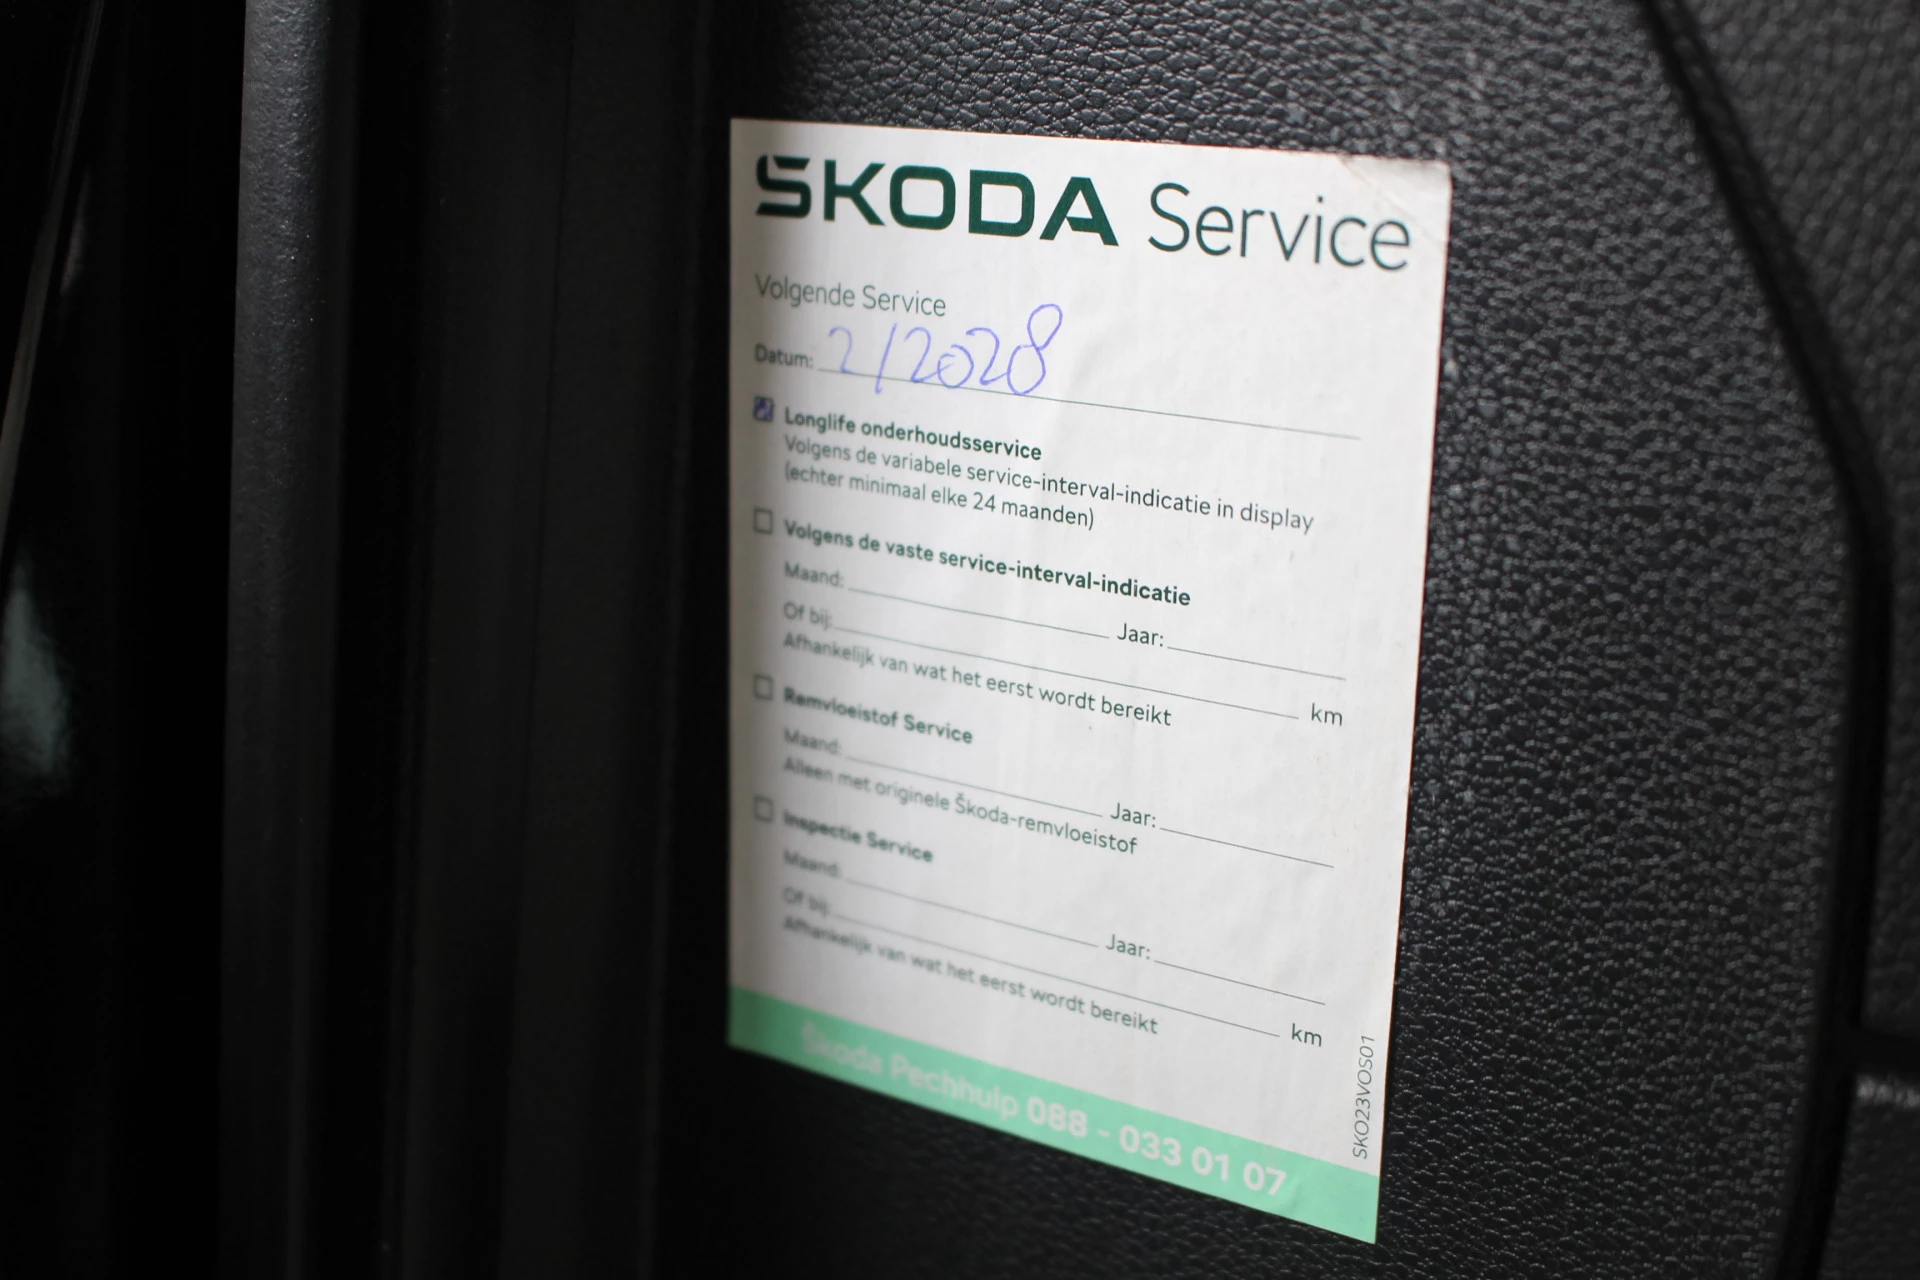 ŠKODA Service
Volgende Service
Datum: 2/2028
Longlife onderhoudsservice
Volgens de variabele service-interval-indicatie in display
(echter minimaal elke 24 maanden)
Volgens de vaste service-interval-indicatie
Maand: Jaar:
Of bij: km
Afhankelijk van wat het eerst wordt bereikt
Remvloeistof Service
Maand: Jaar:
Alleen met originele Škoda-remvloeistof
Inspectie Service
Maand: Jaar:
Of bij: km
Afhankelijk van wat het eerst wordt bereikt
Škoda Pechhulp 088 - 033 01 07
SKO23VOS01